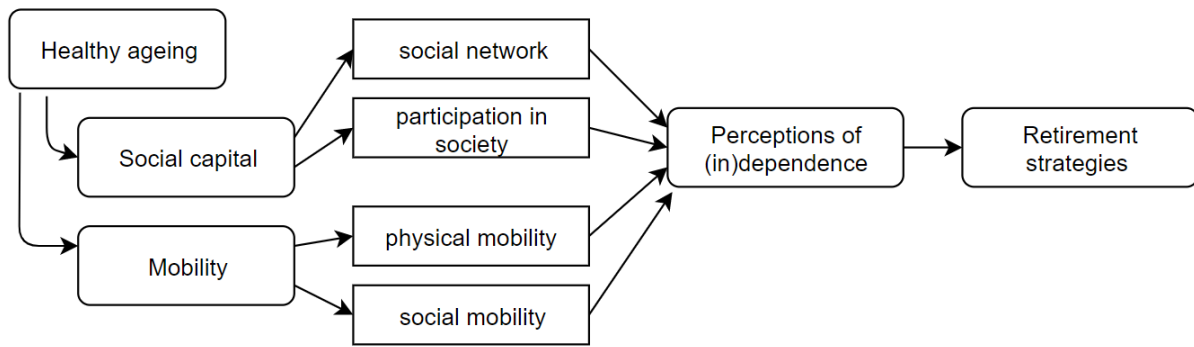 Healthy ageing
social network
participation in
society
Social capital
Perceptions of
(in)dependence
Retirement
strategies
physical mobility
Mobility
social mobility